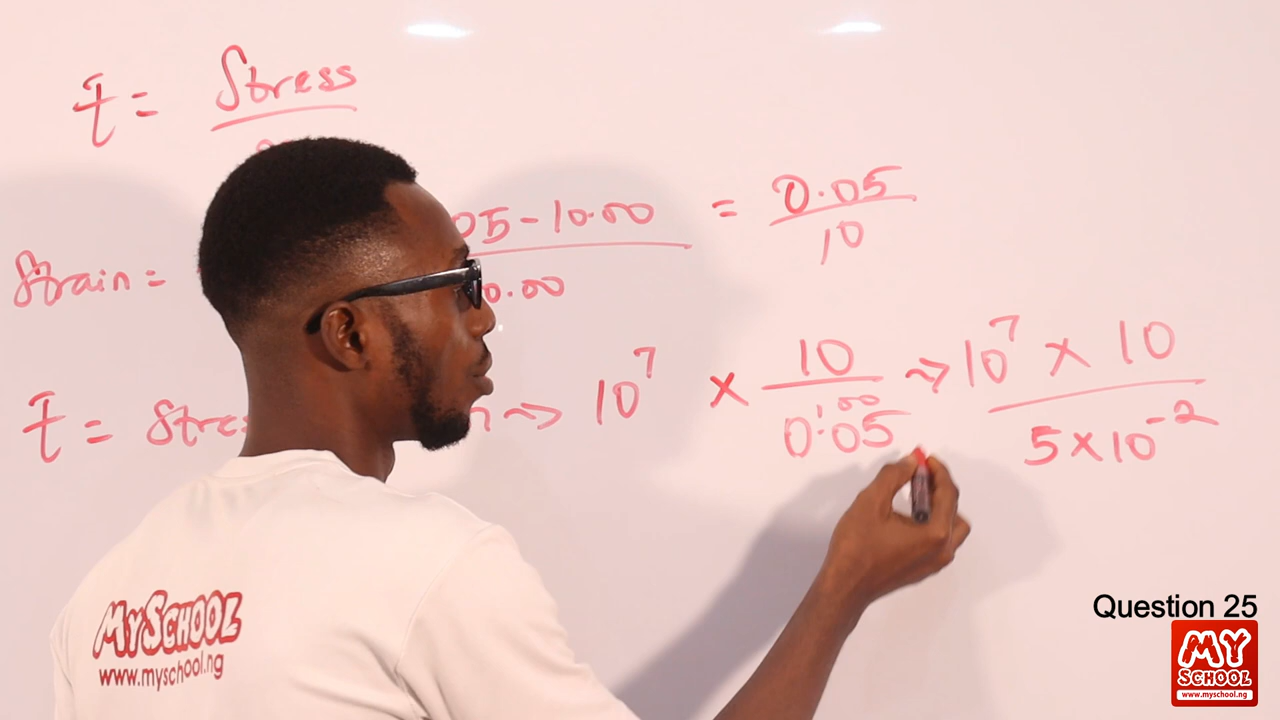 Ɛ = Stress
Strain = 05 - 10.00 = 0.05
0.00 10
Ɛ = Stres n → 10⁷ × 10 → 10⁷ × 10
0.05 5 × 10⁻²
MYSCHOOL
www.myschool.ng
Question 25
MY
SCHOOL
www.myschool.ng